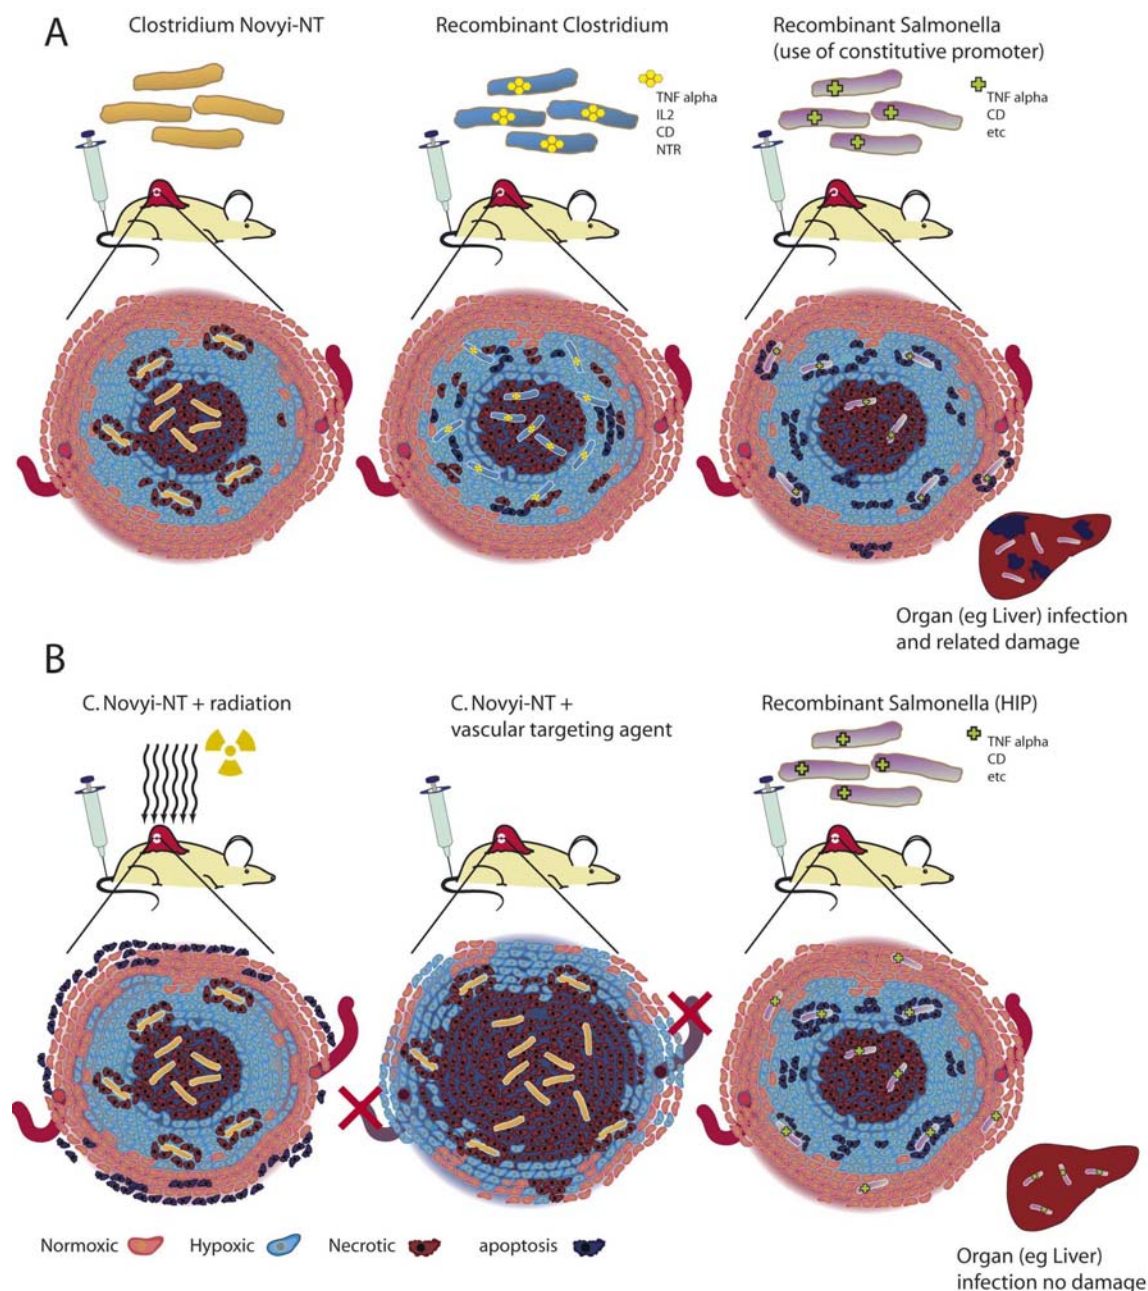 A
Clostridium Novyi-NT
Recombinant Clostridium
TNF alpha
IL2
CD
NTR
Recombinant Salmonella
(use of constitutive promoter)
TNF alpha
CD
etc
Organ (eg Liver) infection
and related damage
B
C. Novyi-NT + radiation
C. Novyi-NT +
vascular targeting agent
Recombinant Salmonella (HIP)
TNF alpha
CD
etc
Normoxic
Hypoxic
Necrotic
apoptosis
Organ (eg Liver)
infection no damage